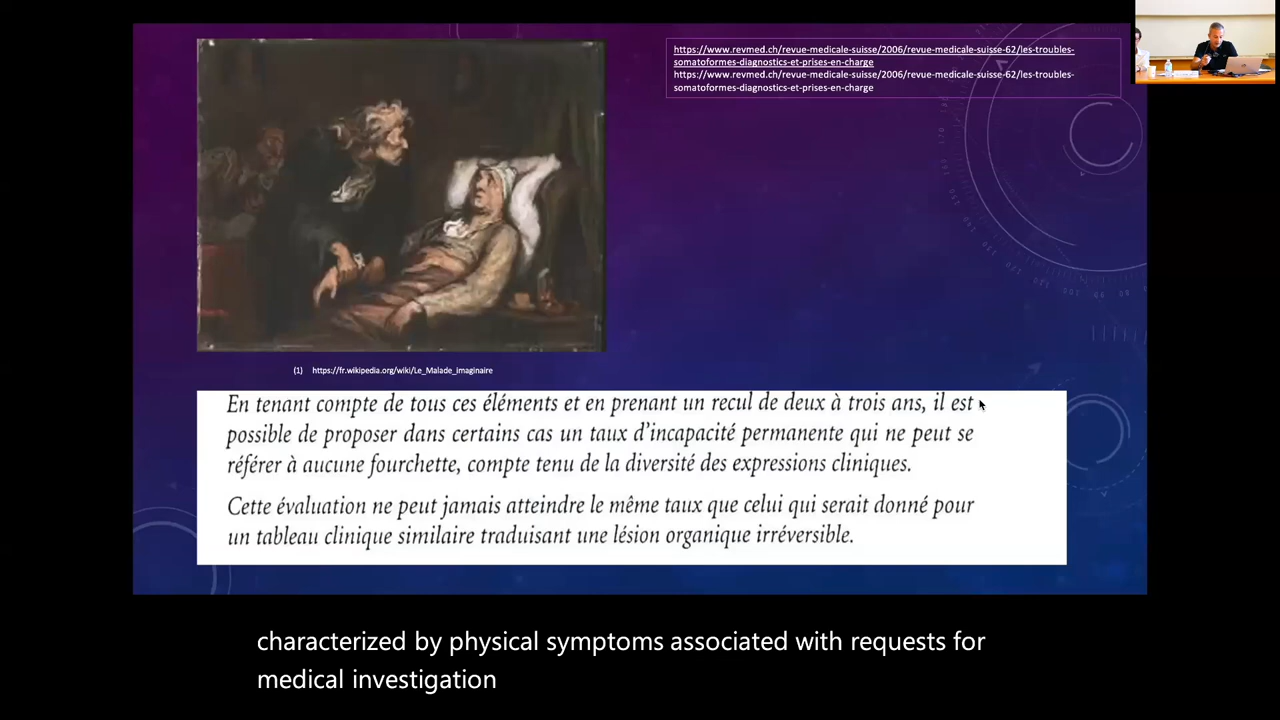 https://www.revmed.ch/revue-medicale-suisse/2006/revue-medicale-suisse-62/les-troubles-
somatoformes-diagnostics-et-prises-en-charge
https://www.revmed.ch/revue-medicale-suisse/2006/revue-medicale-suisse-62/les-troubles-
somatoformes-diagnostics-et-prises-en-charge
(1) https://fr.wikipedia.org/wiki/Le_Malade_imaginaire
En tenant compte de tous ces éléments et en prenant un recul de deux à trois ans, il est
possible de proposer dans certains cas un taux d'incapacité permanente qui ne peut se
référer à aucune fourchette, compte tenu de la diversité des expressions cliniques.
Cette évaluation ne peut jamais atteindre le même taux que celui qui serait donné pour
un tableau clinique similaire traduisant une lésion organique irréversible.
characterized by physical symptoms associated with requests for
medical investigation